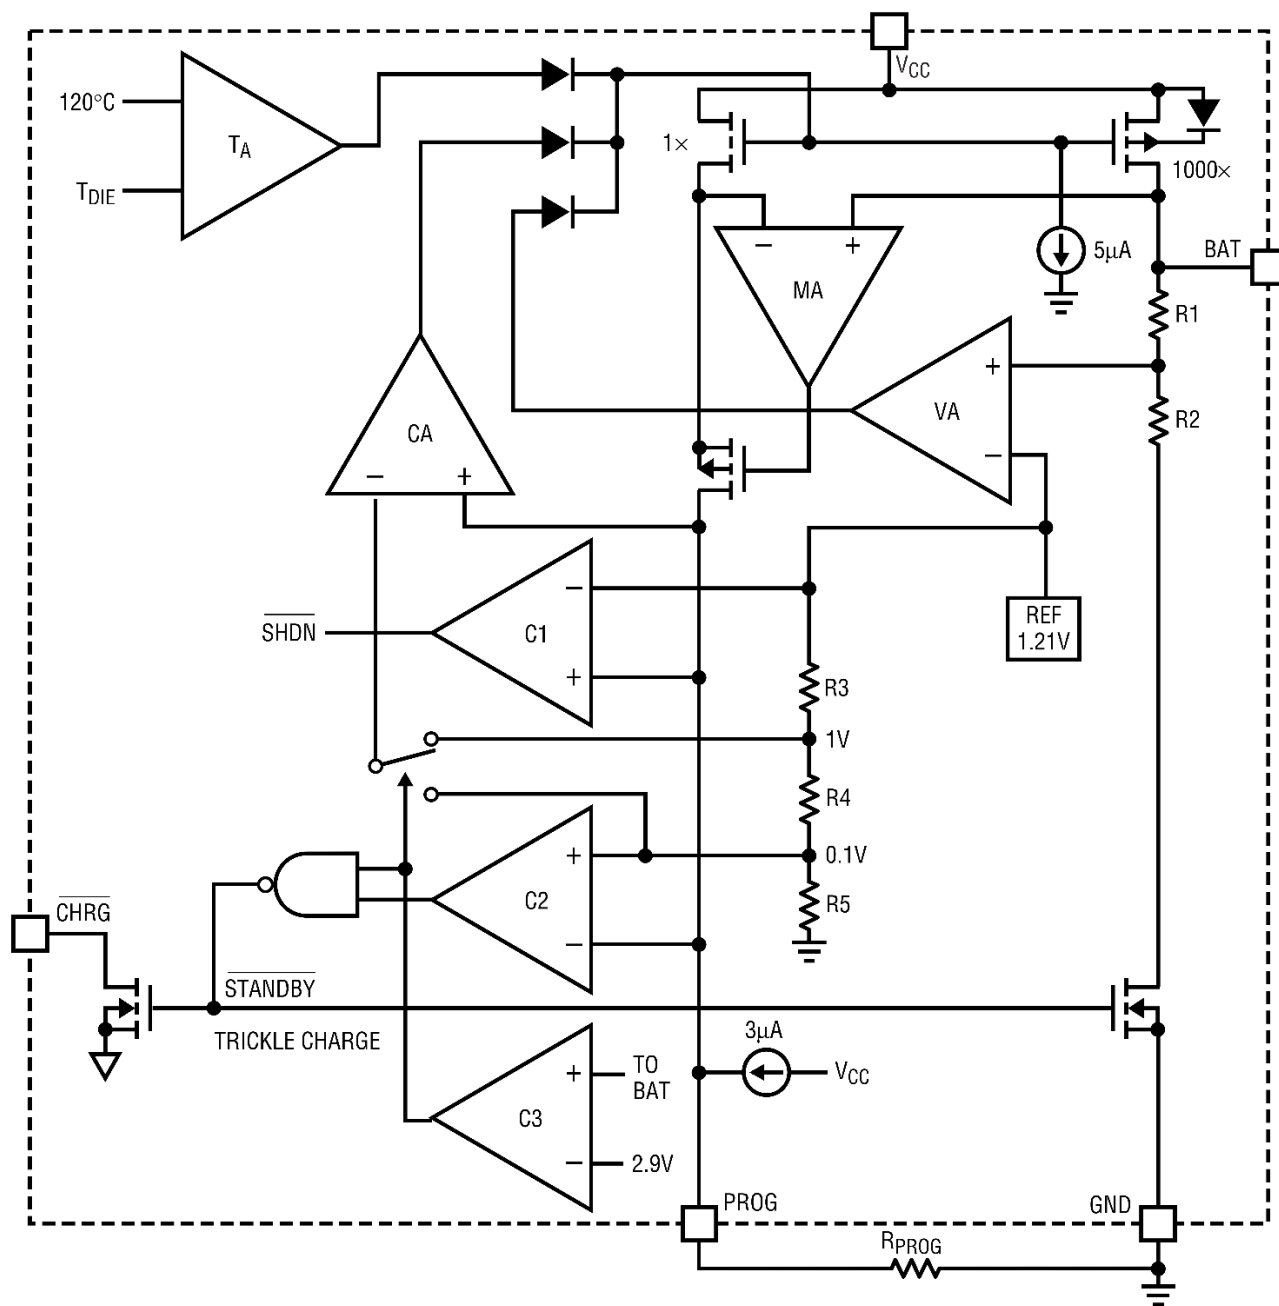 VCC
120°C
TA
1×
TDIE
1000×
BAT
5μA
–
+
MA
R1
+
VA
R2
CA
–
–
+
–
C1
SHDN
REF
1.21V
+
R3
1V
R4
+
0.1V
C2
R5
CHRG
–
STANDBY
TRICKLE CHARGE
3μA
+
TO
BAT
VCC
C3
–
2.9V
PROG
GND
RPROG